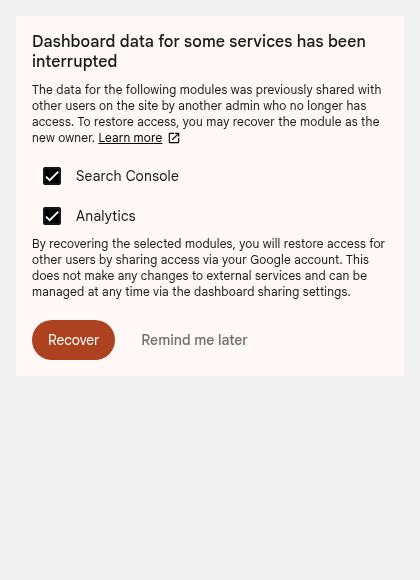 Dashboard data for some services has been
interrupted
The data for the following modules was previously shared with
other users on the site by another admin who no longer has
access. To restore access, you may recover the module as the
new owner. Learn more
Search Console
Analytics
By recovering the selected modules, you will restore access for
other users by sharing access via your Google account. This
does not make any changes to external services and can be
managed at any time via the dashboard sharing settings.
Recover
Remind me later